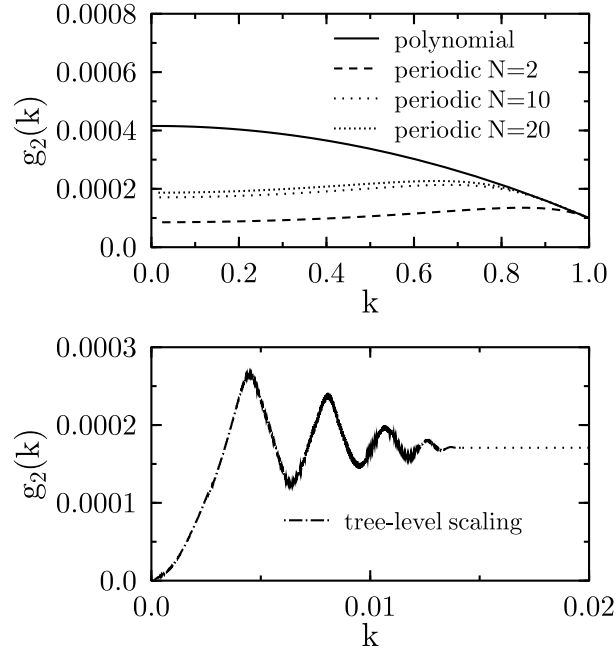 0.0008
0.0006
0.0004
0.0002
0.0
g₂(k)
polynomial
periodic N=2
periodic N=10
periodic N=20
0.0 0.2 0.4 0.6 0.8 1.0
k
0.0003
0.0002
0.0001
0.0
g₂(k)
tree-level scaling
0.0 0.01 0.02
k